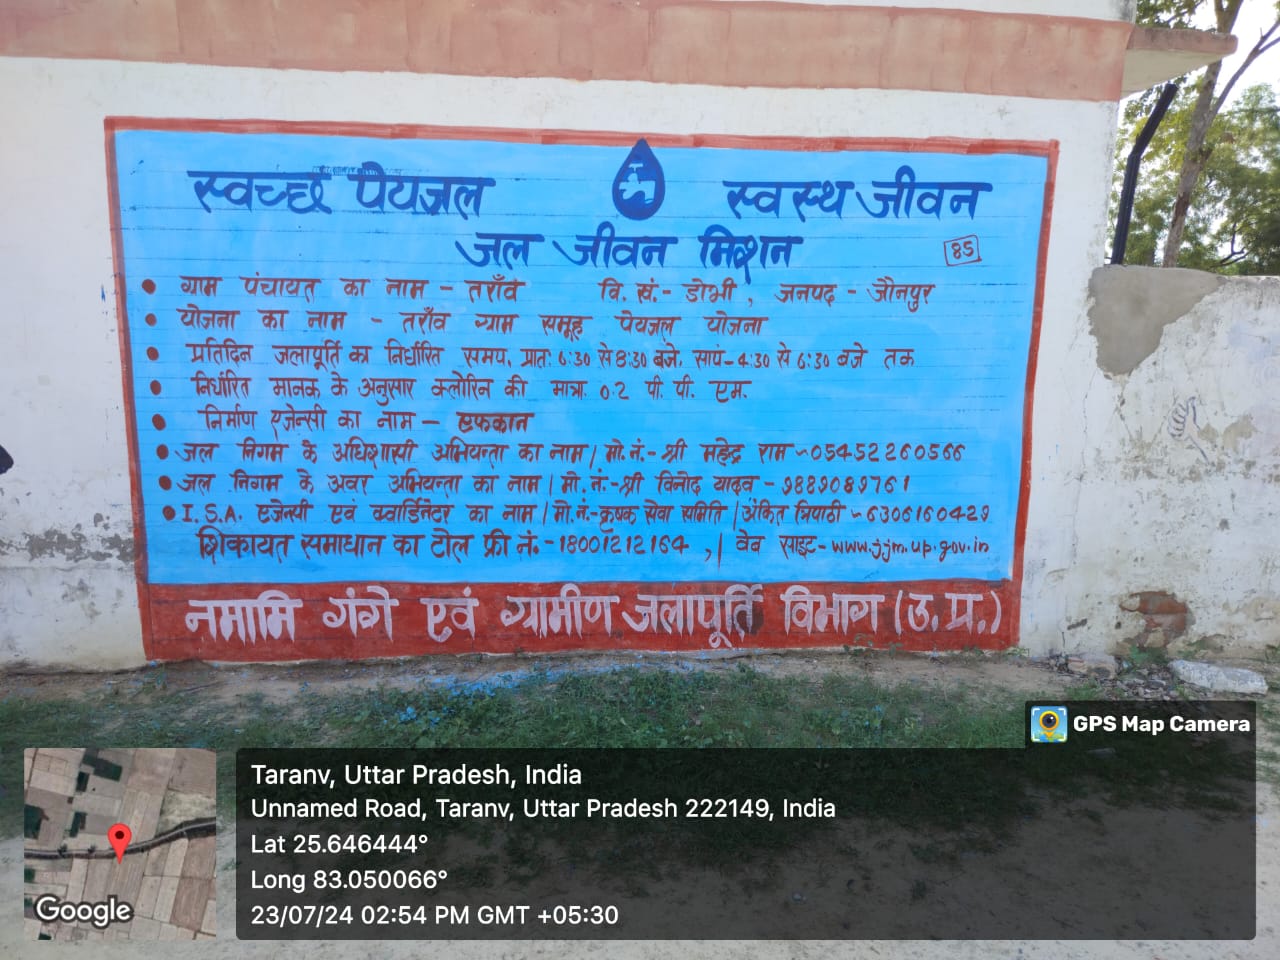 स्वच्छ पेयजल
स्वस्थ जीवन
जल जीवन मिशन
85
• ग्राम पंचायत का नाम - तराँव वि. खं.- डोभी , जनपद - जौनपुर
• योजना का नाम - तराँव ग्राम समूह पेयजल योजना
• प्रतिदिन जलापूर्ति का निर्धारित समप, प्रातः 6:30 से 8:30 बजे, सापं-4:30 से 6:30 बजे तक
• निर्धारित मानक के अनुसार क्लोरिन की मात्रा 0.2 पी. पी. एम.
• निर्माण एजेन्सी का नाम - एफकान
• जल निगम के अधिशासी अभियन्ता का नाम / मो. नं.- श्री महेन्द्र राम - 05452260566
• जल निगम के अवर अभियन्ता का नाम / मो. नं.- श्री विनोद यादव - 9889089761
• I.S.A. एजेन्सी एवं क्वार्डिनेटर का नाम / मो. नं.- कृषक सेवा समिति / अंकित त्रिपाठी - 6306160429
शिकायत समाधान का टोल फ्री नं. - 18001212164 , / वेब साइट - www.jjm.up.gov.in
नमामि गंगे एवं ग्रामीण जलापूर्ति विभाग (उ.प्र.)
GPS Map Camera
Taranv, Uttar Pradesh, India
Unnamed Road, Taranv, Uttar Pradesh 222149, India
Lat 25.646444°
Long 83.050066°
23/07/24 02:54 PM GMT +05:30
Google